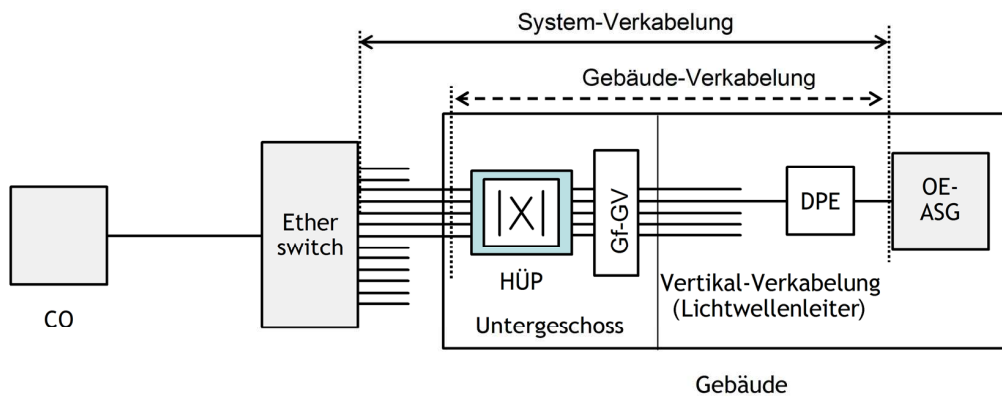 System-Verkabelung
Gebäude-Verkabelung
Ether
switch
|X|
Gf-GV
DPE
OE-
ASG
CO
HÜP
Untergeschoss
Vertikal-Verkabelung
(Lichtwellenleiter)
Gebäude